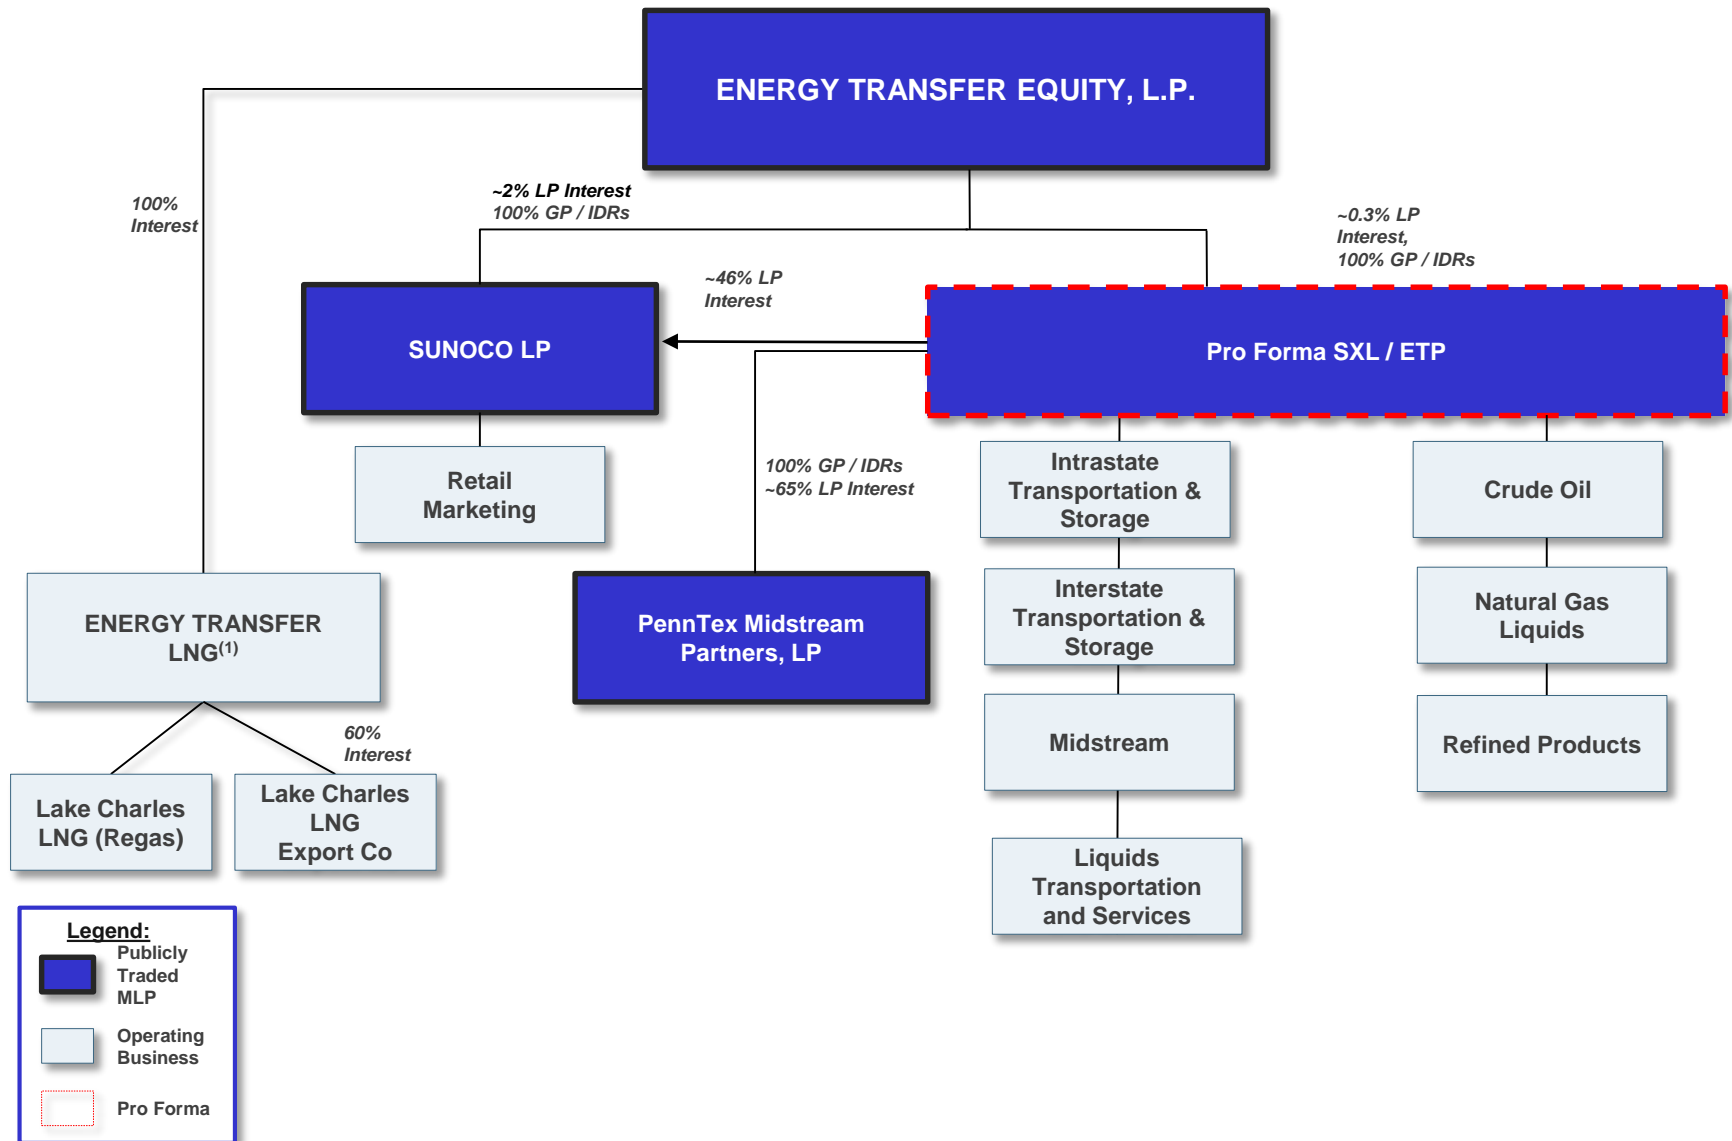 ENERGY TRANSFER EQUITY, L.P.
100%
Interest
~2% LP Interest
100% GP / IDRs
~0.3% LP
Interest,
100% GP / IDRs
~46% LP
Interest
SUNOCO LP
Pro Forma SXL / ETP
Retail
Marketing
100% GP / IDRs
~65% LP Interest
Intrastate
Transportation &
Storage
Crude Oil
ENERGY TRANSFER
LNG(1)
PennTex Midstream
Partners, LP
Interstate
Transportation &
Storage
Natural Gas
Liquids
60%
Interest
Midstream
Refined Products
Lake Charles
LNG (Regas)
Lake Charles
LNG
Export Co
Liquids
Transportation
and Services
Legend:
Publicly
Traded
MLP
Operating
Business
Pro Forma